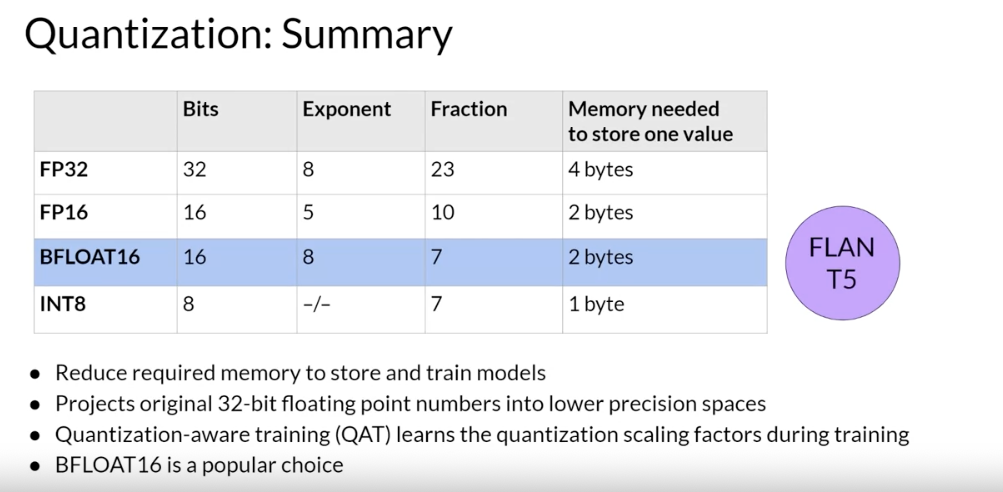 Quantization: Summary
Bits Exponent Fraction Memory needed
to store one value
FP32 32 8 23 4 bytes
FP16 16 5 10 2 bytes
BFLOAT16 16 8 7 2 bytes
INT8 8 -/- 7 1 byte
FLAN
T5
● Reduce required memory to store and train models
● Projects original 32-bit floating point numbers into lower precision spaces
● Quantization-aware training (QAT) learns the quantization scaling factors during training
● BFLOAT16 is a popular choice